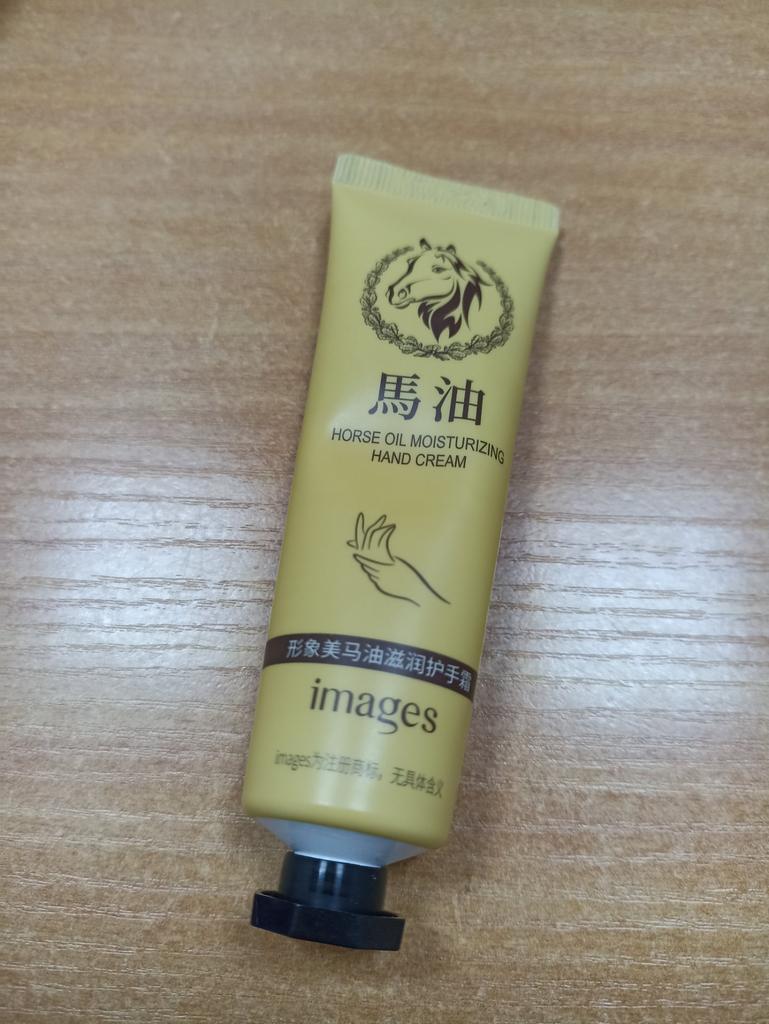 馬油
HORSE OIL MOISTURIZING
HAND CREAM
形象美马油滋润护手霜
images
images为注册商标，无具体含义